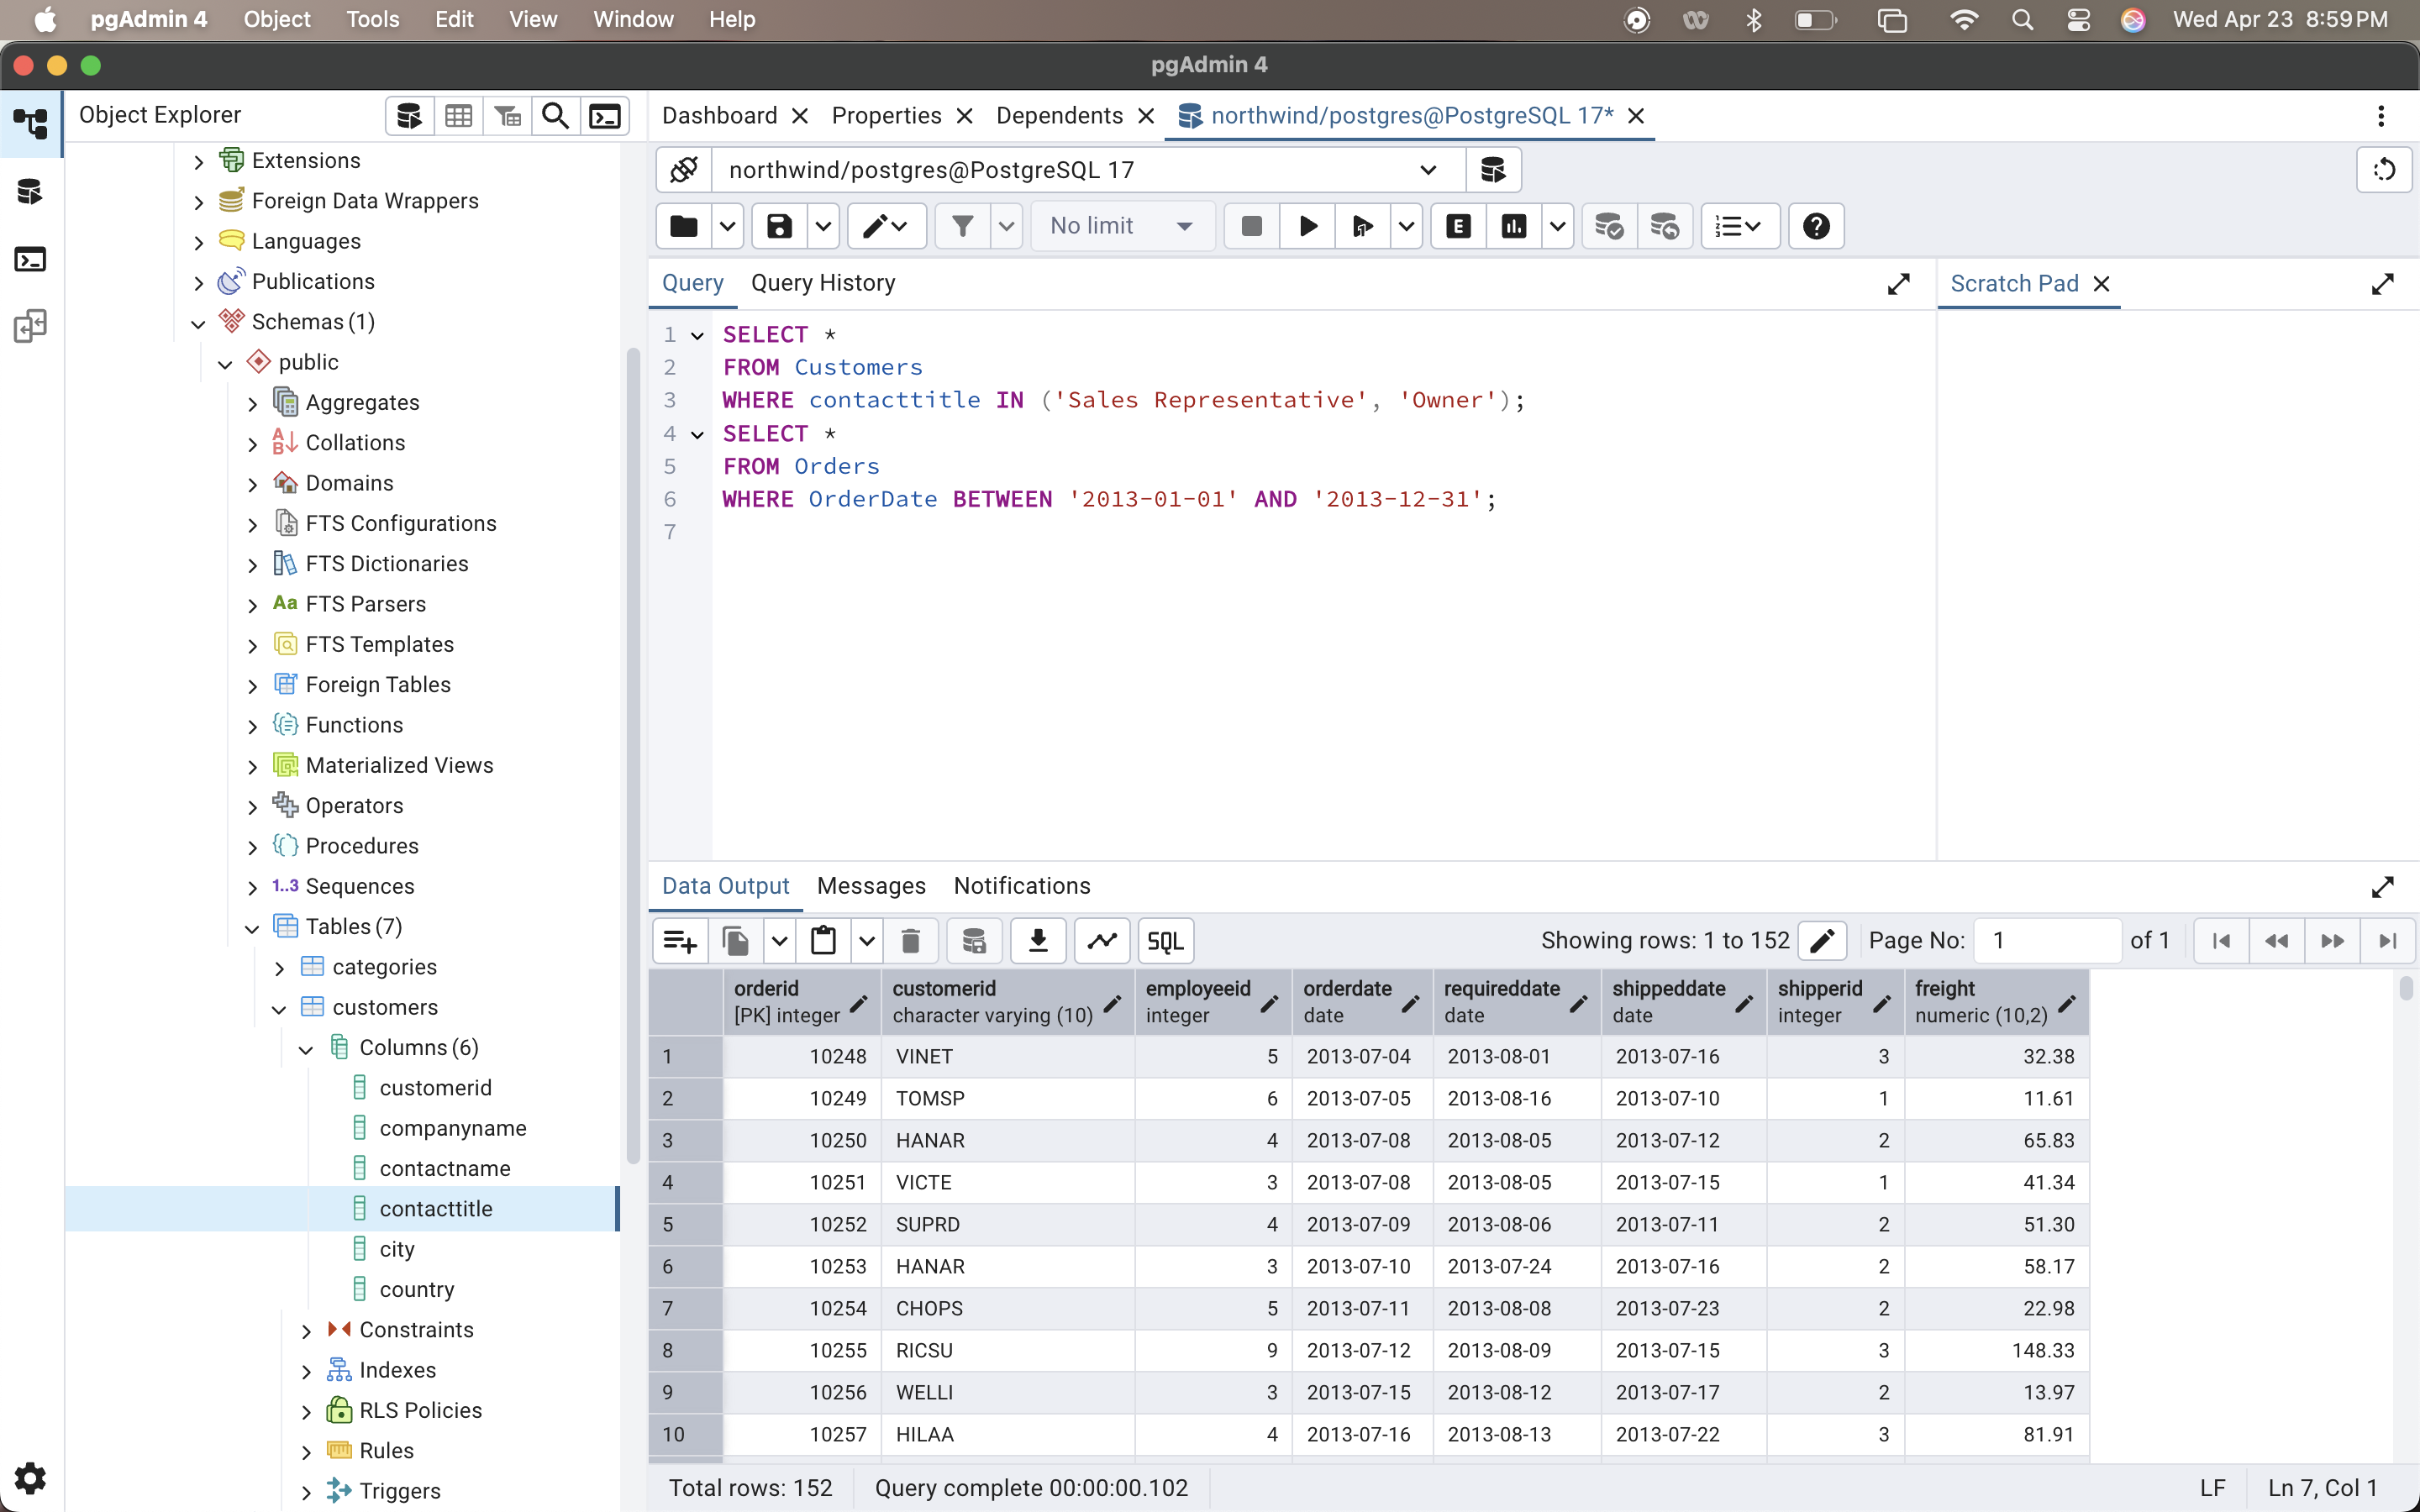 pgAdmin 4 Object Tools Edit View Window Help Wed Apr 23 8:59 PM
pgAdmin 4
Object Explorer
Extensions
Foreign Data Wrappers
Languages
Publications
Schemas (1)
public
Aggregates
Collations
Domains
FTS Configurations
FTS Dictionaries
Aa FTS Parsers
FTS Templates
Foreign Tables
Functions
Materialized Views
Operators
Procedures
1..3 Sequences
Tables (7)
categories
customers
Columns (6)
customerid
companyname
contactname
contacttitle
city
country
Constraints
Indexes
RLS Policies
Rules
Triggers
Dashboard Properties Dependents northwind/postgres@PostgreSQL 17*
northwind/postgres@PostgreSQL 17
No limit E
Query Query History Scratch Pad
1 SELECT *
2 FROM Customers
3 WHERE contacttitle IN ('Sales Representative', 'Owner');
4 SELECT *
5 FROM Orders
6 WHERE OrderDate BETWEEN '2013-01-01' AND '2013-12-31';
7
Data Output Messages Notifications
SQL Showing rows: 1 to 152 Page No: 1 of 1
orderid customerid employeeid orderdate requireddate shippeddate shipperid freight
[PK] integer character varying (10) integer date date date integer numeric (10,2)
1 10248 VINET 5 2013-07-04 2013-08-01 2013-07-16 3 32.38
2 10249 TOMSP 6 2013-07-05 2013-08-16 2013-07-10 1 11.61
3 10250 HANAR 4 2013-07-08 2013-08-05 2013-07-12 2 65.83
4 10251 VICTE 3 2013-07-08 2013-08-05 2013-07-15 1 41.34
5 10252 SUPRD 4 2013-07-09 2013-08-06 2013-07-11 2 51.30
6 10253 HANAR 3 2013-07-10 2013-07-24 2013-07-16 2 58.17
7 10254 CHOPS 5 2013-07-11 2013-08-08 2013-07-23 2 22.98
8 10255 RICSU 9 2013-07-12 2013-08-09 2013-07-15 3 148.33
9 10256 WELLI 3 2013-07-15 2013-08-12 2013-07-17 2 13.97
10 10257 HILAA 4 2013-07-16 2013-08-13 2013-07-22 3 81.91
Total rows: 152 Query complete 00:00:00.102 LF Ln 7, Col 1